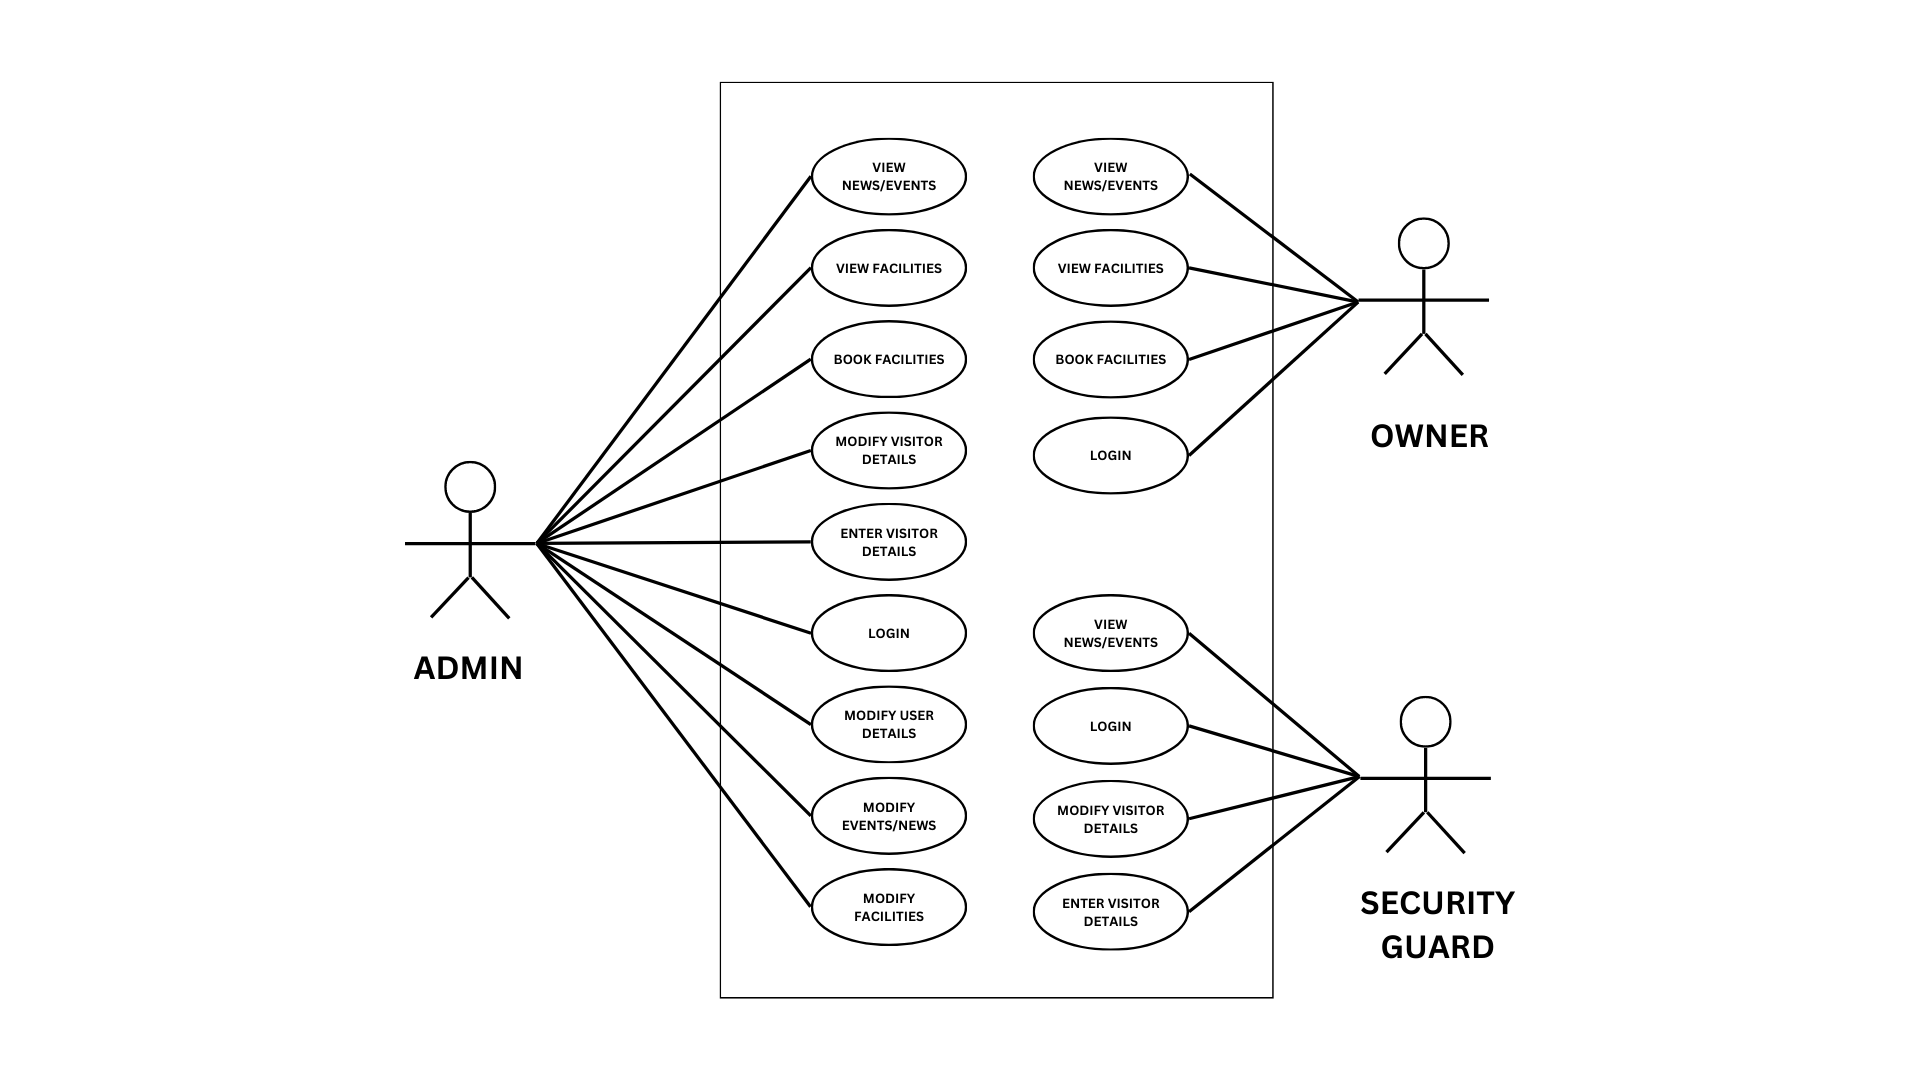 VIEW
NEWS/EVENTS
VIEW FACILITIES
BOOK FACILITIES
MODIFY VISITOR
DETAILS
ENTER VISITOR
DETAILS
LOGIN
MODIFY USER
DETAILS
MODIFY
EVENTS/NEWS
MODIFY
FACILITIES
ADMIN
VIEW
NEWS/EVENTS
VIEW FACILITIES
BOOK FACILITIES
LOGIN
OWNER
VIEW
NEWS/EVENTS
LOGIN
MODIFY VISITOR
DETAILS
ENTER VISITOR
DETAILS
SECURITY
GUARD